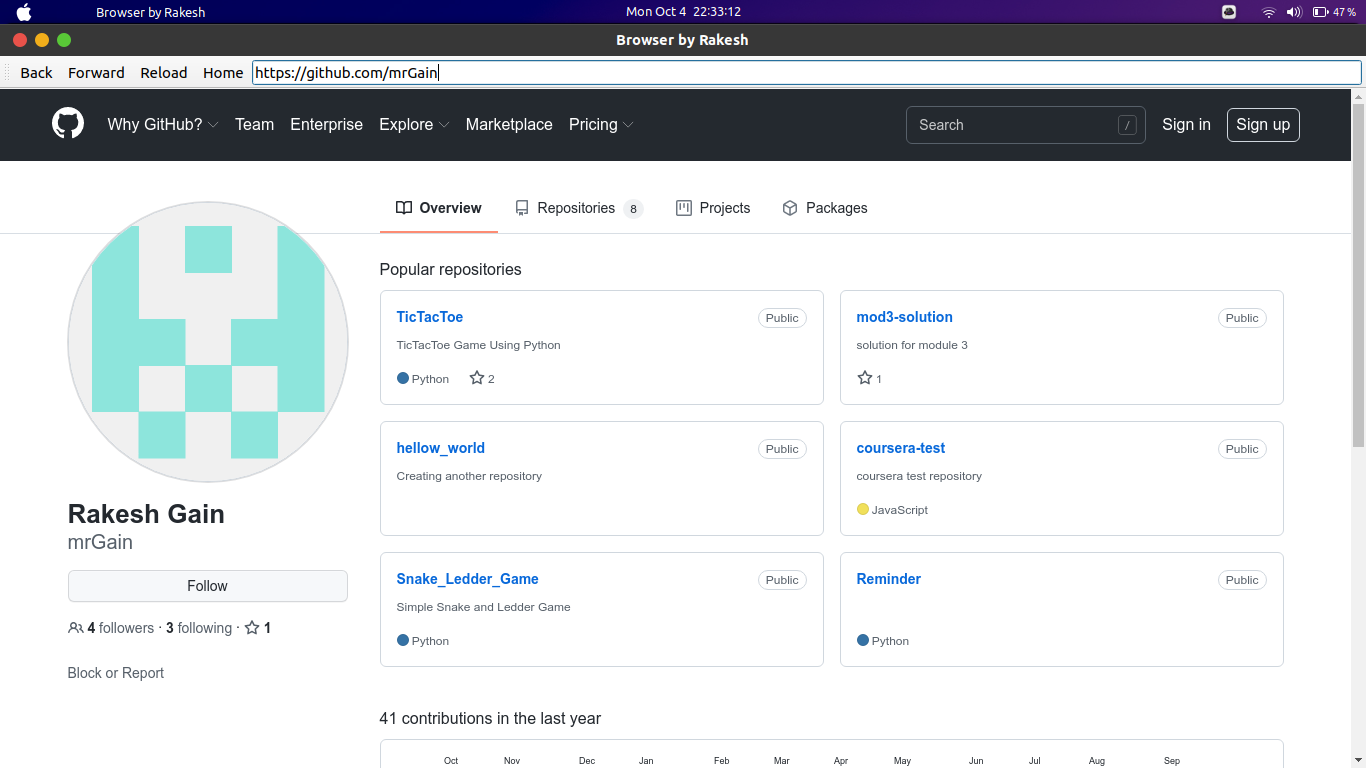 Browser by Rakesh Mon Oct 4 22:33:12 47 %
Browser by Rakesh
Back Forward Reload Home https://github.com/mrGain
Why GitHub? Team Enterprise Explore Marketplace Pricing Search / Sign in Sign up
Overview Repositories 8 Projects Packages
Popular repositories
TicTacToe Public
TicTacToe Game Using Python
Python 2
mod3-solution Public
solution for module 3
1
hellow_world Public
Creating another repository
coursera-test Public
coursera test repository
JavaScript
Snake_Ledder_Game Public
Simple Snake and Ledder Game
Python
Reminder Public
Python
Rakesh Gain
mrGain
Follow
4 followers · 3 following · 1
Block or Report
41 contributions in the last year
Oct Nov Dec Jan Feb Mar Apr May Jun Jul Aug Sep